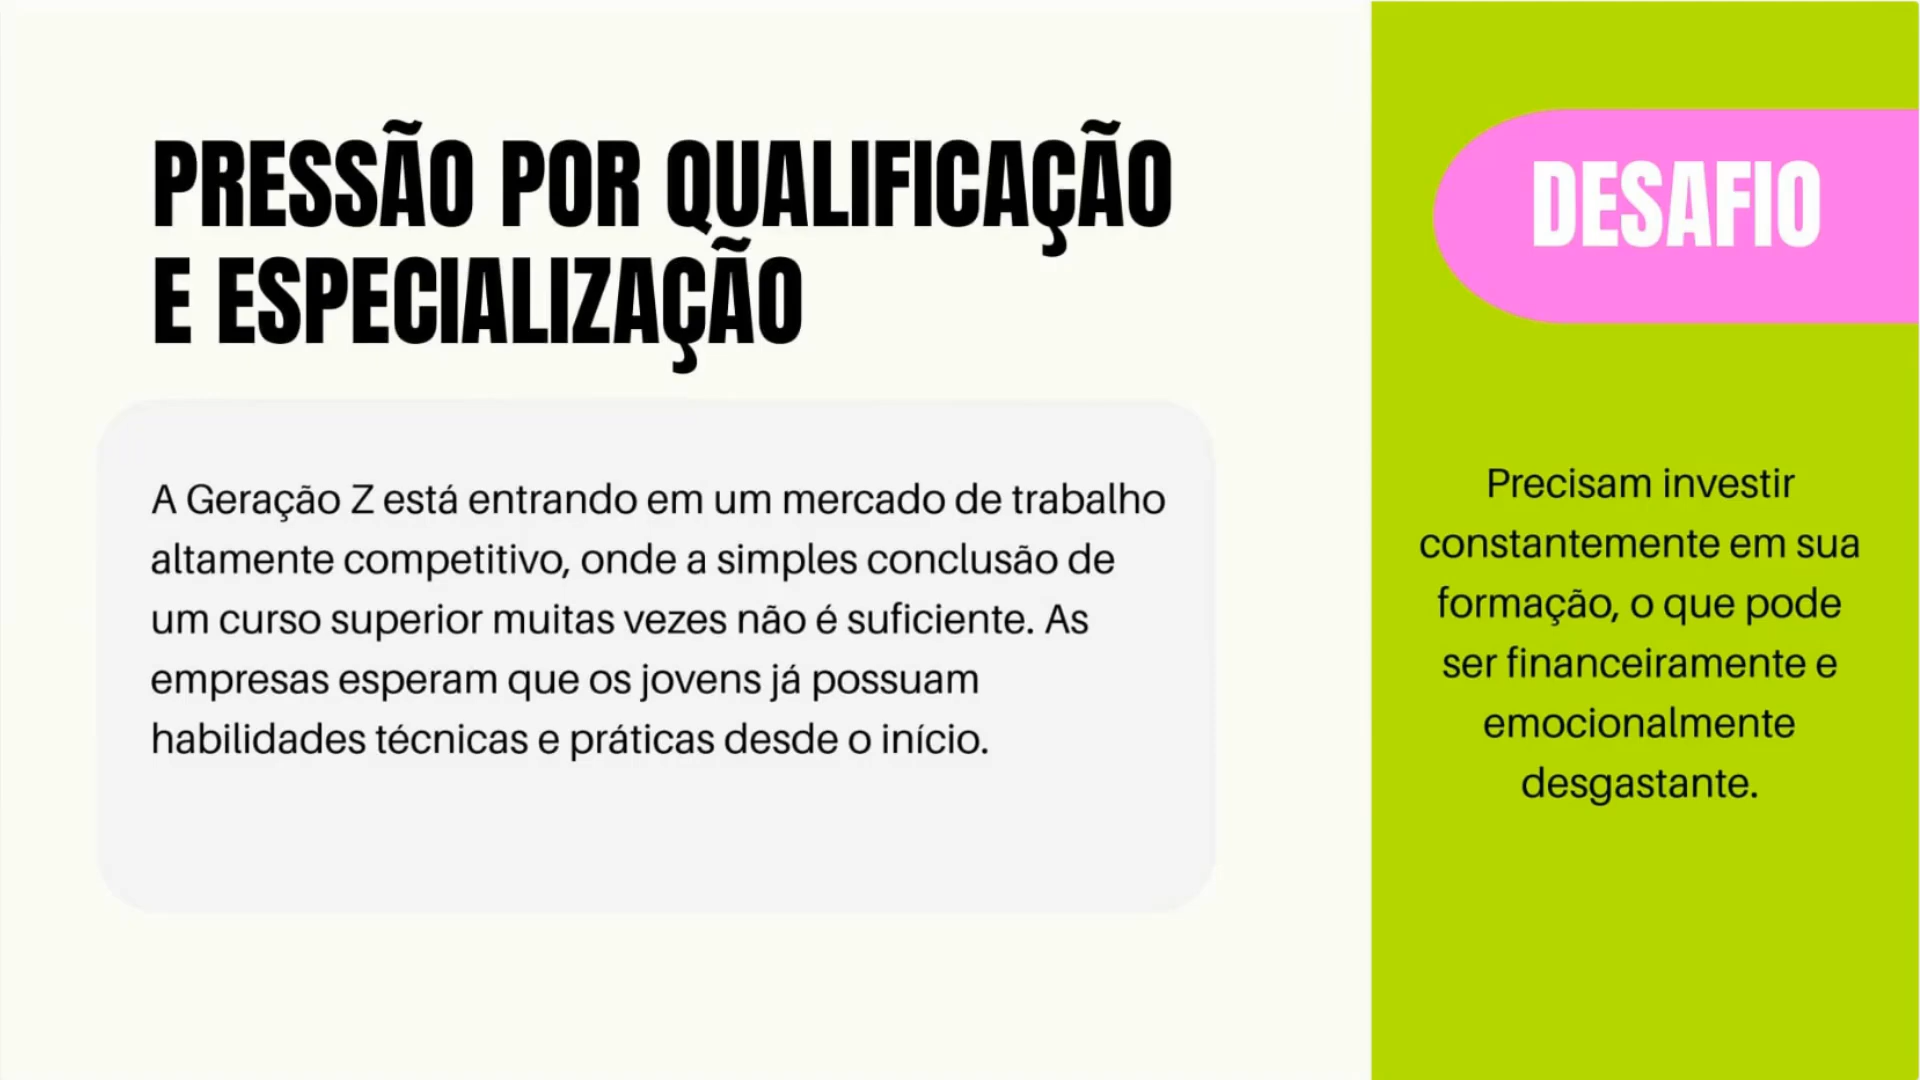 PRESSÃO POR QUALIFICAÇÃO
E ESPECIALIZAÇÃO
A Geração Z está entrando em um mercado de trabalho
altamente competitivo, onde a simples conclusão de
um curso superior muitas vezes não é suficiente. As
empresas esperam que os jovens já possuam
habilidades técnicas e práticas desde o início.
DESAFIO
Precisam investir
constantemente em sua
formação, o que pode
ser financeiramente e
emocionalmente
desgastante.